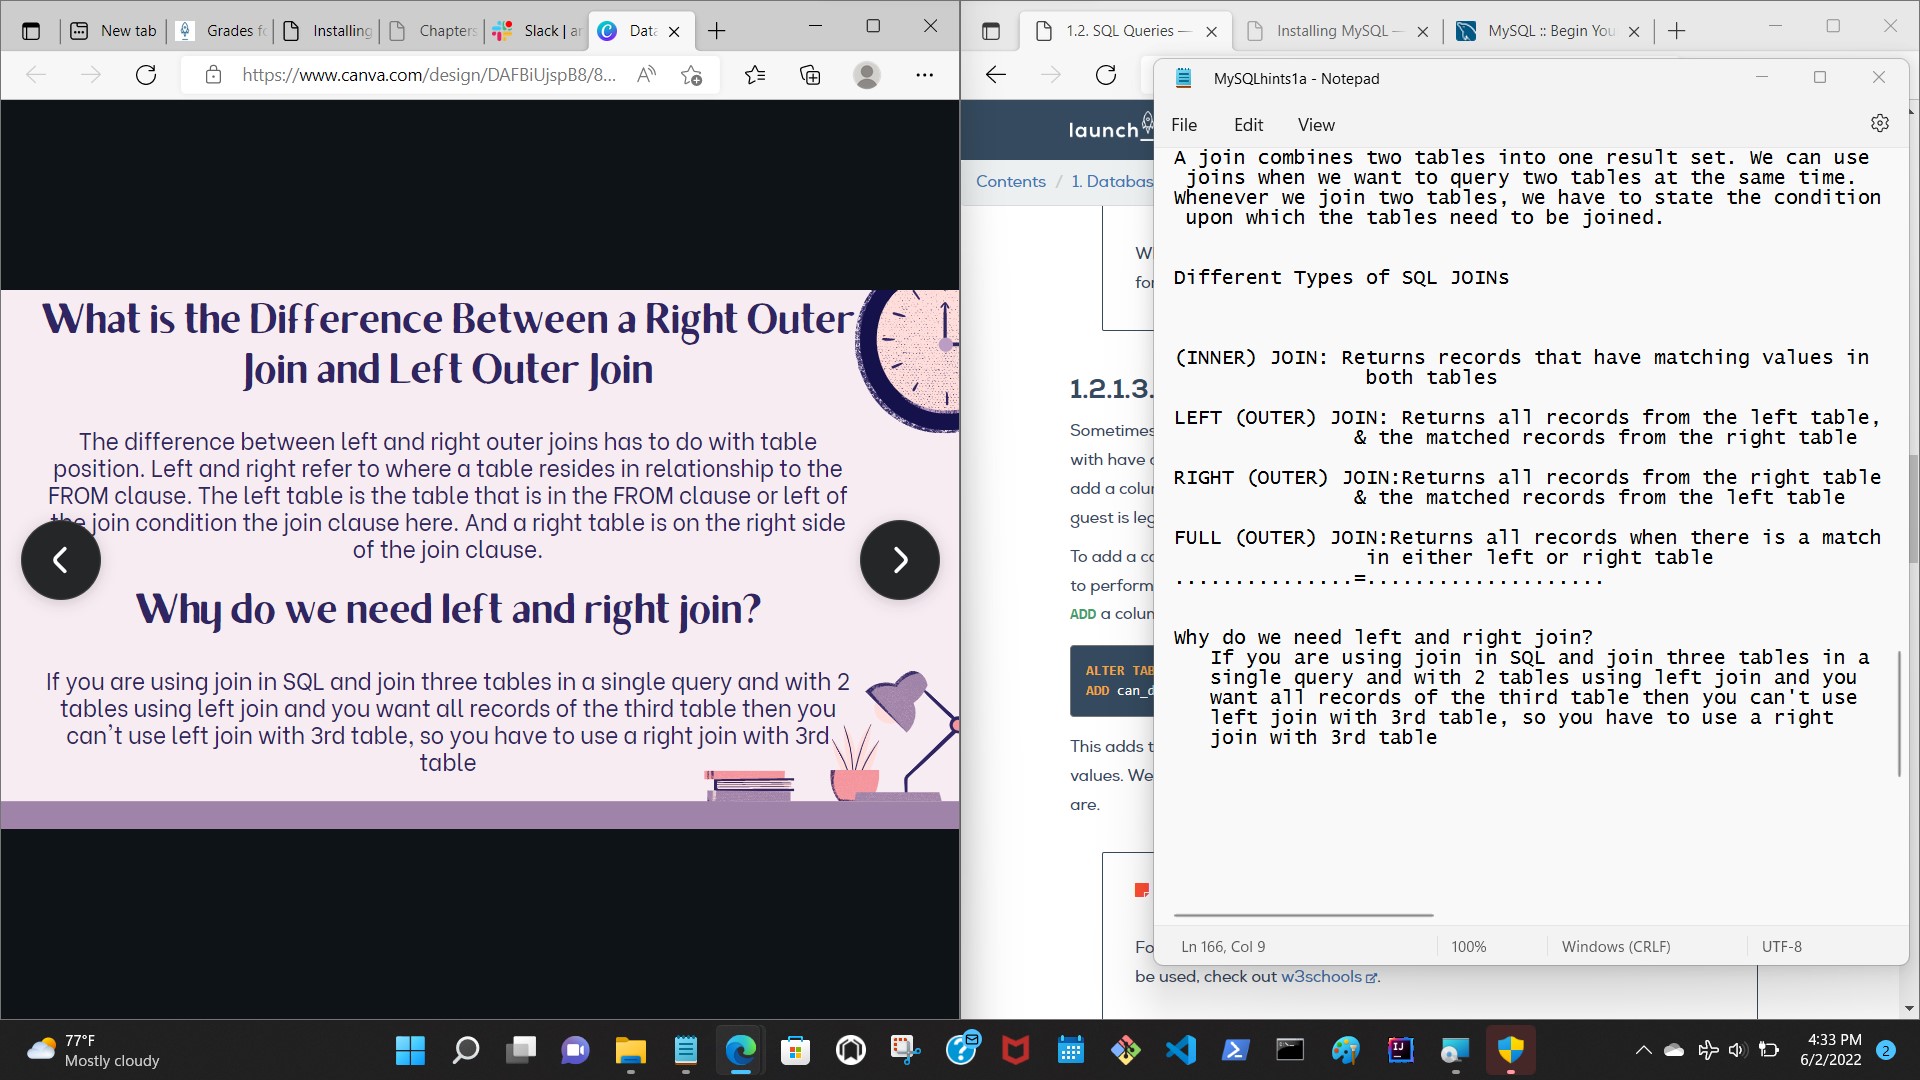 New tab
Grades f
Installing
Chapters
Slack | ar
Data
https://www.canva.com/design/DAFBiUjspB8/8...
What is the Difference Between a Right Outer
Join and Left Outer Join
The difference between left and right outer joins has to do with table
position. Left and right refer to where a table resides in relationship to the
FROM clause. The left table is the table that is in the FROM clause or left of
the join condition the join clause here. And a right table is on the right side
of the join clause.
Why do we need left and right join?
If you are using join in SQL and join three tables in a single query and with 2
tables using left join and you want all records of the third table then you
can't use left join with 3rd table, so you have to use a right join with 3rd
table
1.2. SQL Queries —
Installing MySQL —
MySQL :: Begin You
launch
Contents / 1. Databas
for
1.2.1.3.
Sometimes
with have
add a colu
guest is leg
To add a co
to perform
ADD a colun
ALTER TAB
ADD can_d
This adds t
values. We
are.
Fo
be used, check out w3schools.
MySQLhints1a - Notepad
File Edit View
A join combines two tables into one result set. We can use
joins when we want to query two tables at the same time.
Whenever we join two tables, we have to state the condition
upon which the tables need to be joined.
Different Types of SQL JOINs
(INNER) JOIN: Returns records that have matching values in
both tables
LEFT (OUTER) JOIN: Returns all records from the left table,
& the matched records from the right table
RIGHT (OUTER) JOIN:Returns all records from the right table
& the matched records from the left table
FULL (OUTER) JOIN:Returns all records when there is a match
in either left or right table
...............=....................
Why do we need left and right join?
If you are using join in SQL and join three tables in a
single query and with 2 tables using left join and you
want all records of the third table then you can't use
left join with 3rd table, so you have to use a right
join with 3rd table
Ln 166, Col 9 100% Windows (CRLF) UTF-8
77°F
Mostly cloudy
4:33 PM
6/2/2022
2